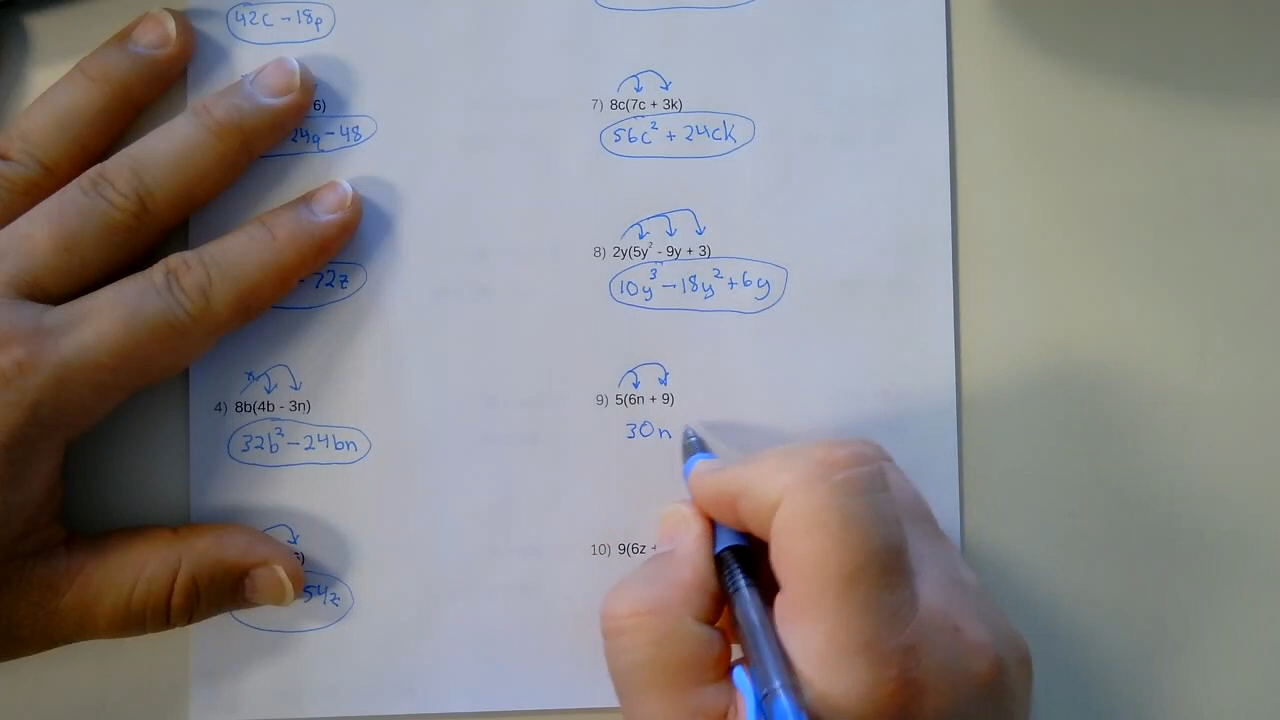 42c - 18p
6)
24q - 48
- 72z
4) 8b(4b - 3n)
32b² - 24bn
54z
7) 8c(7c + 3k)
56c² + 24ck
8) 2y(5y² - 9y + 3)
10y³ - 18y² + 6y
9) 5(6n + 9)
30n
10) 9(6z +